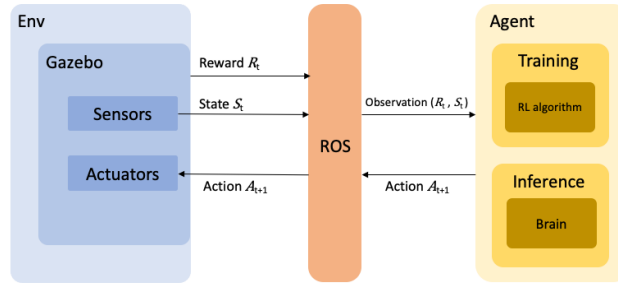 Env
Gazebo
Sensors
Actuators
Reward Rt
State St
Action At+1
ROS
Observation (Rt , St)
Action At+1
Agent
Training
RL algorithm
Inference
Brain